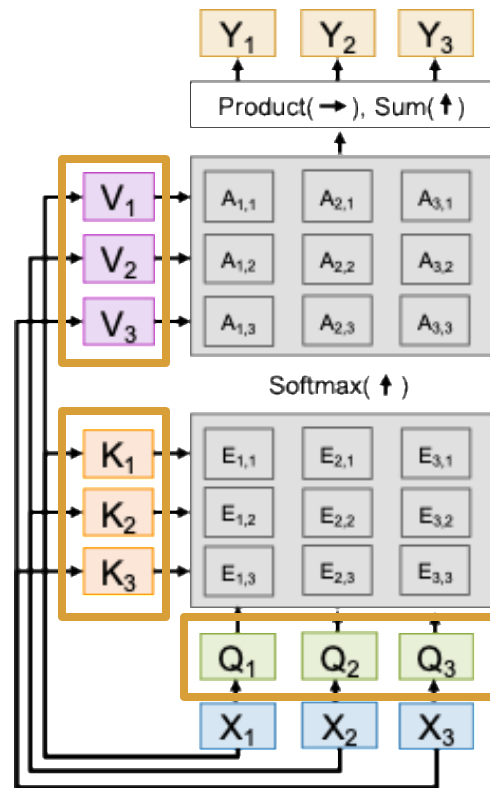 Y₁ Y₂ Y₃
Product(→), Sum(↑)
V₁ A₁,₁ A₂,₁ A₃,₁
V₂ A₁,₂ A₂,₂ A₃,₂
V₃ A₁,₃ A₂,₃ A₃,₃
Softmax(↑)
K₁ E₁,₁ E₂,₁ E₃,₁
K₂ E₁,₂ E₂,₂ E₃,₂
K₃ E₁,₃ E₂,₃ E₃,₃
Q₁ Q₂ Q₃
X₁ X₂ X₃